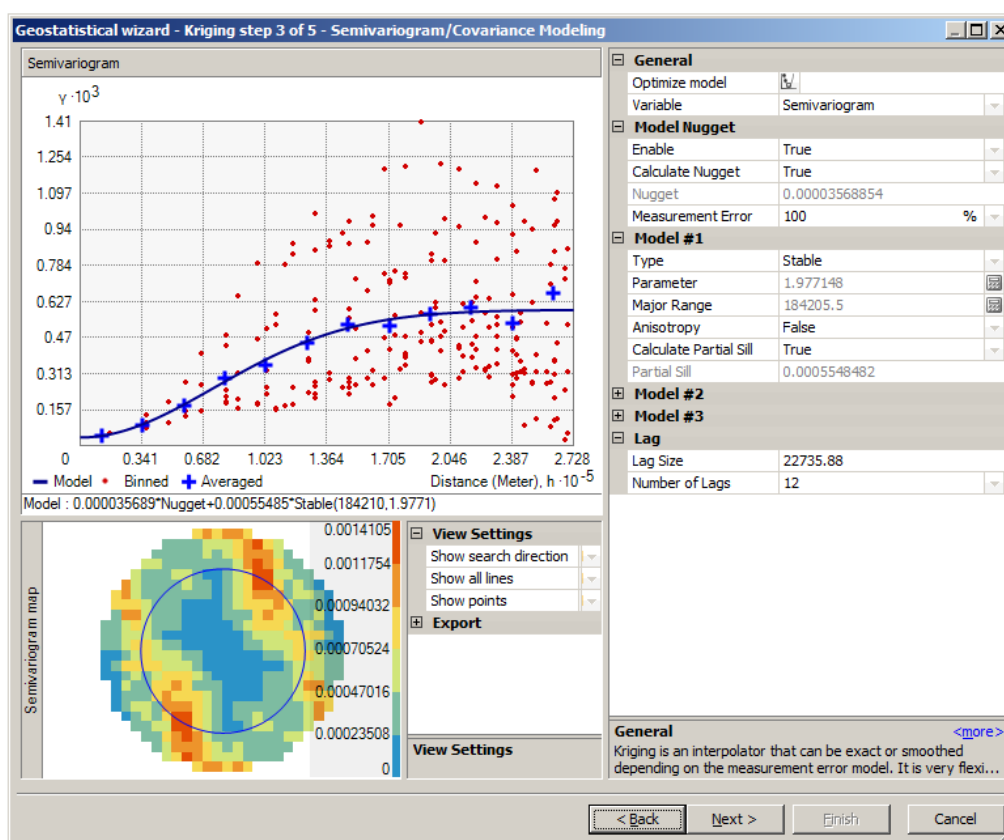 Geostatistical wizard - Kriging step 3 of 5 - Semivariogram/Covariance Modeling
Semivariogram
γ ·10³
1.41
1.254
1.097
0.94
0.784
0.627
0.47
0.313
0.157
0 0.341 0.682 1.023 1.364 1.705 2.046 2.387 2.728
Model Binned Averaged Distance (Meter), h ·10⁻⁵
Model : 0.000035689*Nugget+0.00055485*Stable(184210,1.9771)
Semivariogram map
0.0014105
0.0011754
0.00094032
0.00070524
0.00047016
0.00023508
0
View Settings
Show search direction
Show all lines
Show points
Export
View Settings
General
Optimize model
Variable Semivariogram
Model Nugget
Enable True
Calculate Nugget True
Nugget 0.00003568854
Measurement Error 100 %
Model #1
Type Stable
Parameter 1.977148
Major Range 184205.5
Anisotropy False
Calculate Partial Sill True
Partial Sill 0.0005548482
Model #2
Model #3
Lag
Lag Size 22735.88
Number of Lags 12
General <more>
Kriging is an interpolator that can be exact or smoothed
depending on the measurement error model. It is very flexi...
< Back Next > Finish Cancel